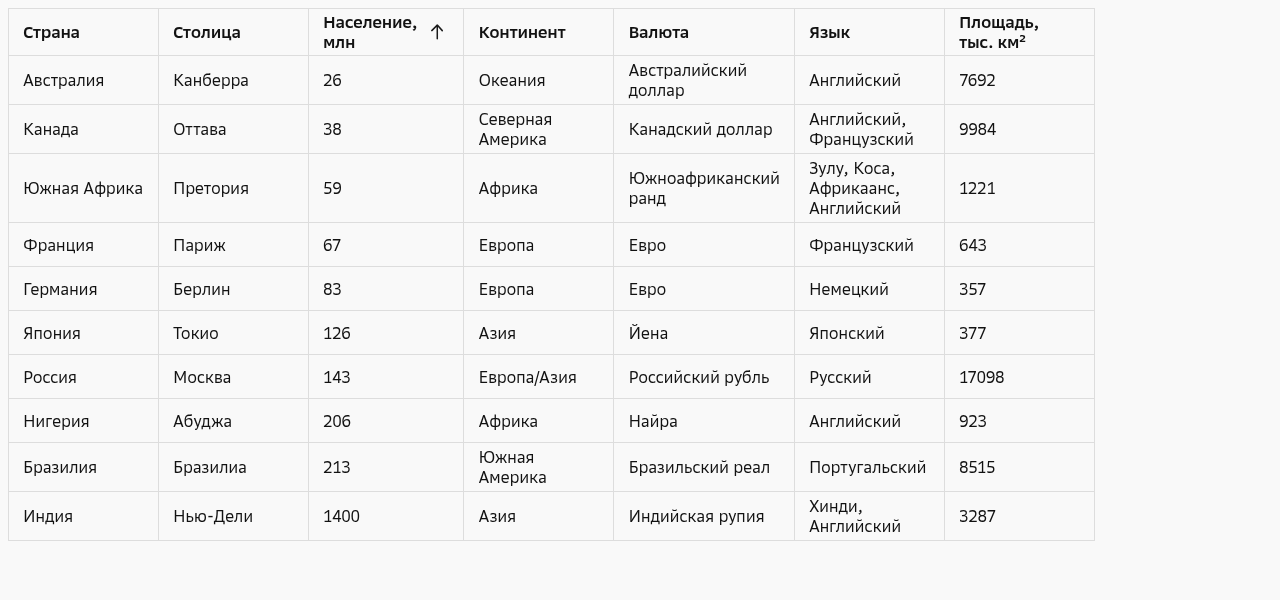 Страна Столица Население, млн ↑ Континент Валюта Язык Площадь, тыс. км²
Австралия Канберра 26 Океания Австралийский доллар Английский 7692
Канада Оттава 38 Северная Америка Канадский доллар Английский, Французский 9984
Южная Африка Претория 59 Африка Южноафриканский ранд Зулу, Коса, Африкаанс, Английский 1221
Франция Париж 67 Европа Евро Французский 643
Германия Берлин 83 Европа Евро Немецкий 357
Япония Токио 126 Азия Йена Японский 377
Россия Москва 143 Европа/Азия Российский рубль Русский 17098
Нигерия Абуджа 206 Африка Найра Английский 923
Бразилия Бразилиа 213 Южная Америка Бразильский реал Португальский 8515
Индия Нью-Дели 1400 Азия Индийская рупия Хинди, Английский 3287